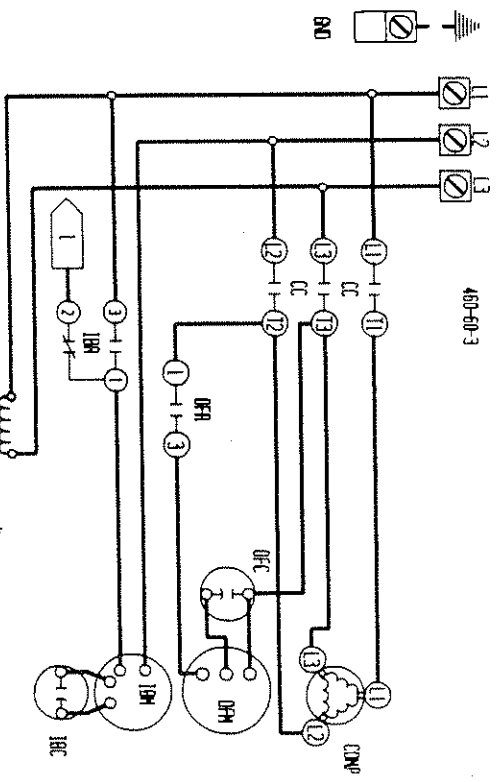 GND
L1
L2
L3
460-60-3
L2
L3
L1
CC
CC
T2
T3
T1
1
2
3
IBR
1
1
OFR
3
OFC
L3
L1
L2
COMP
OFM
IBM
IBC